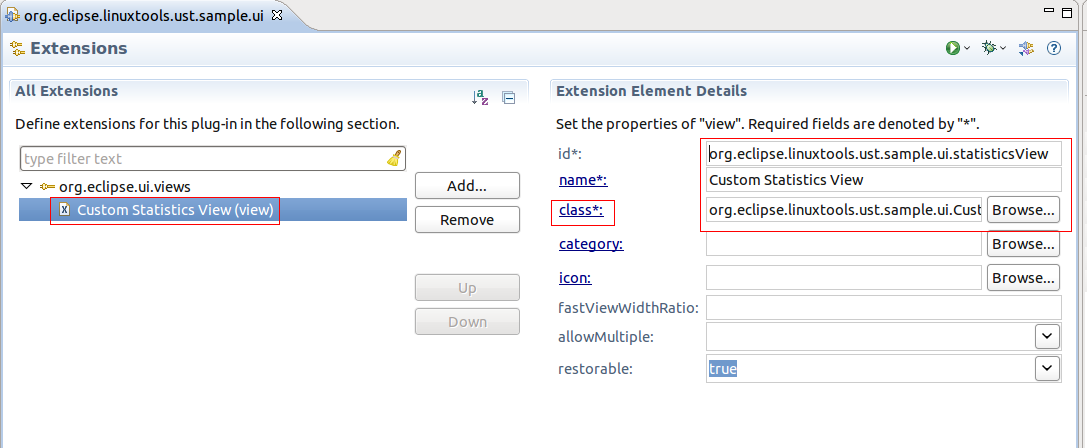 org.eclipse.linuxtools.ust.sample.ui
Extensions
All Extensions
Define extensions for this plug-in in the following section.
type filter text
org.eclipse.ui.views
Custom Statistics View (view)
Add...
Remove
Up
Down
Extension Element Details
Set the properties of "view". Required fields are denoted by "*".
id*: org.eclipse.linuxtools.ust.sample.ui.statisticsView
name*: Custom Statistics View
class*: org.eclipse.linuxtools.ust.sample.ui.Cust Browse...
category: Browse...
icon: Browse...
fastViewWidthRatio:
allowMultiple:
restorable: true